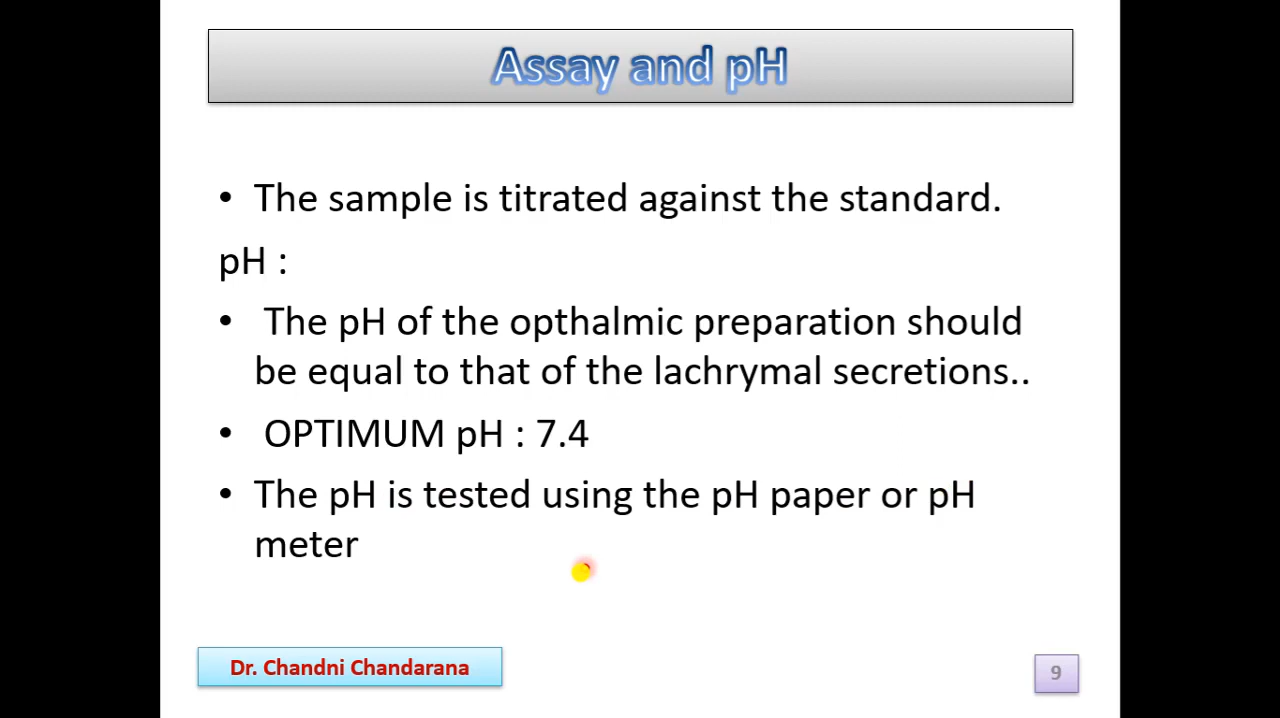 Assay and pH
• The sample is titrated against the standard.
pH :
• The pH of the opthalmic preparation should
be equal to that of the lachrymal secretions..
• OPTIMUM pH : 7.4
• The pH is tested using the pH paper or pH
meter
Dr. Chandni Chandarana
9